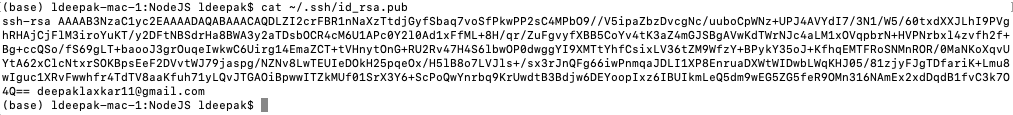 (base) ldeepak-mac-1:NodeJS ldeepak$ cat ~/.ssh/id_rsa.pub
ssh-rsa AAAAB3NzaC1yc2EAAAADAQABAAACAQDLZI2crFBR1nNaXzTtdjGyfSbaq7voSfPkwPP2sC4MPbO9//V5ipaZbzDvcgNc/uuboCpWNz+UPJ4AVYdI7/3N1/W5/60txdXXJLhI9PVg
hRHAjCjFlM3iroYuKT/y2DFtNBSdrHa8BWA3y2aTDsbOCR4cM6U1APc0Y2l0Ad1xFfML+8H/qr/ZuFgvyfXBB5CoYv4tK3aZ4mGJSBgAVwKdTWrNJc4aLM1xOVqpbrN+HVPNrbxl4zvfh2f+
Bg+ccQSo/fS69gLT+baooJ3grOuqeIwkwC6Uirg14EmaZCT+tVHnytOnG+RU2Rv47H4S6lbwOP0dwggYI9XMTtYhfCsixLV36tZM9WfzY+BPykY35oJ+KfhqEMTFRoSNMnROR/0MaNKoXqvU
YtA62xClcNtxrSOKBpsEeF2DVvtWJ79jaspg/NZNv8LwTEUIeDOkH25pqeOx/H5lB8o7LVJls+/sx3rJnQFg66iwPnmqaJDLI1XP8EnruaDXWtWIDwbLWqKHJ05/81zjyFJgTDfariK+Lmu8
wIguc1XRvFwwhfr4TdTV8aaKfuh71yLQvJTGAOiBpwwITZkMUf01SrX3Y6+ScPoQwYnrbq9KrUwdtB3Bdjw6DEYoopIxz6IBUIkmLeQ5dm9wEG5ZG5feR9OMn316NAmEx2xdDqdB1fvC3k7O
4Q== deepaklaxkar11@gmail.com
(base) ldeepak-mac-1:NodeJS ldeepak$